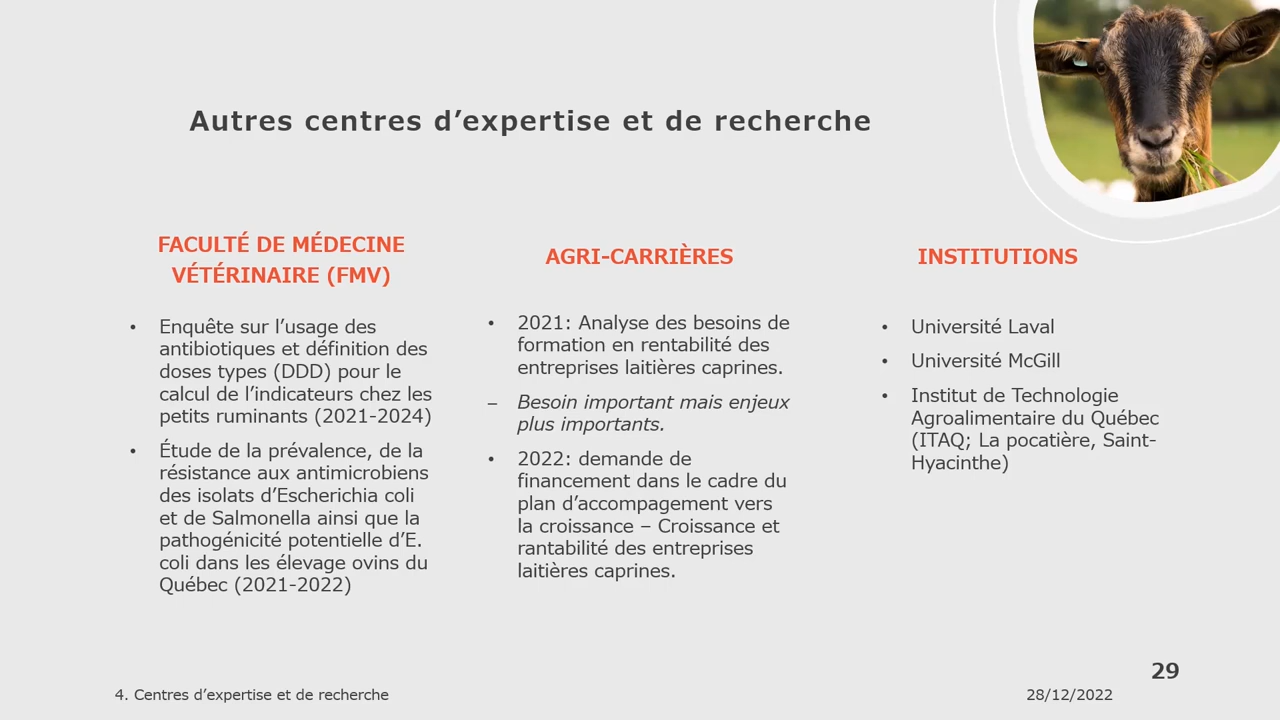 Autres centres d’expertise et de recherche
FACULTÉ DE MÉDECINE
VÉTÉRINAIRE (FMV)
• Enquête sur l’usage des
antibiotiques et définition des
doses types (DDD) pour le
calcul de l’indicateurs chez les
petits ruminants (2021-2024)
• Étude de la prévalence, de la
résistance aux antimicrobiens
des isolats d’Escherichia coli
et de Salmonella ainsi que la
pathogénicité potentielle d’E.
coli dans les élevage ovins du
Québec (2021-2022)
AGRI-CARRIÈRES
• 2021: Analyse des besoins de
formation en rentabilité des
entreprises laitières caprines.
– Besoin important mais enjeux
plus importants.
• 2022: demande de
financement dans le cadre du
plan d’accompagnement vers
la croissance – Croissance et
rantabilité des entreprises
laitières caprines.
INSTITUTIONS
• Université Laval
• Université McGill
• Institut de Technologie
Agroalimentaire du Québec
(ITAQ; La pocatière, Saint-
Hyacinthe)
29
4. Centres d’expertise et de recherche
28/12/2022